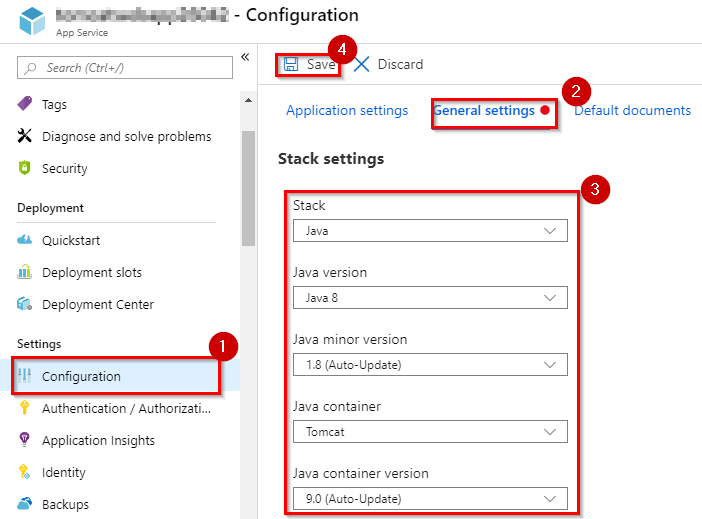 - Configuration
App Service
Search (Ctrl+/)
«
Tags
Diagnose and solve problems
Security
Deployment
Quickstart
Deployment slots
Deployment Center
Settings
1
Configuration
Authentication / Authorizati...
Application Insights
Identity
Backups
4
Save
Discard
2
Application settings
General settings
Default documents
Stack settings
3
Stack
Java
Java version
Java 8
Java minor version
1.8 (Auto-Update)
Java container
Tomcat
Java container version
9.0 (Auto-Update)